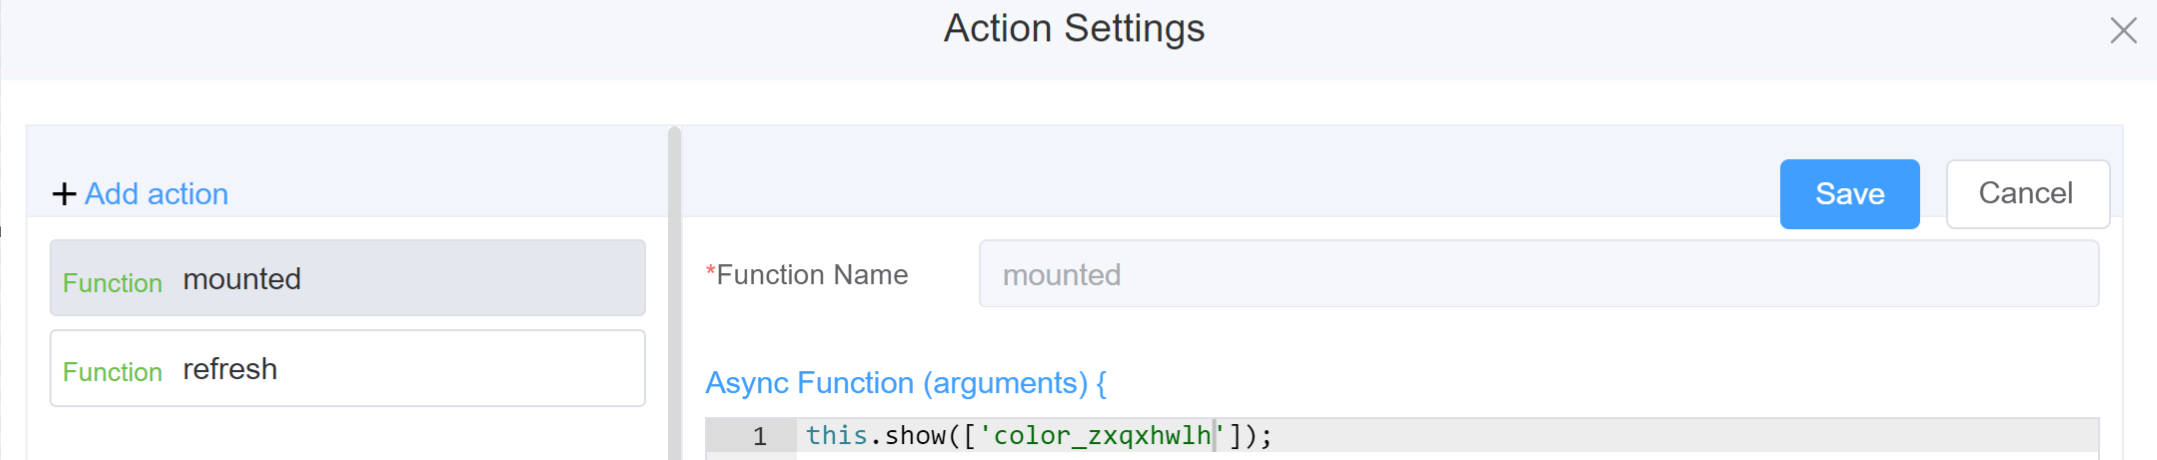 Action Settings
+ Add action
Save
Cancel
Function mounted
Function refresh
*Function Name
mounted
Async Function (arguments) {
1 this.show(['color_zxqxhwlh']);